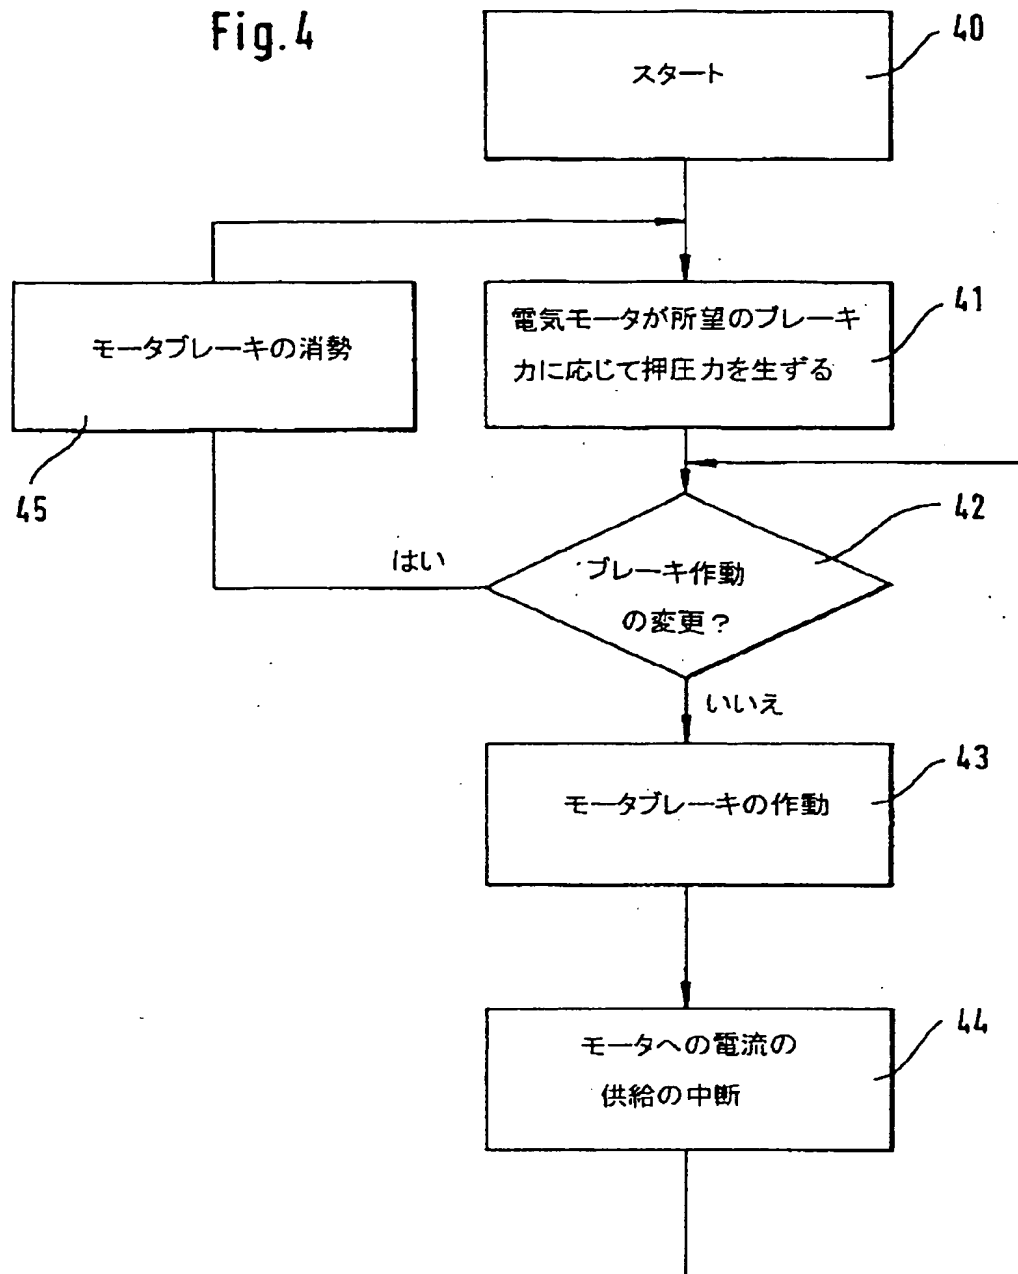 Fig.4
スタート
40
電気モータが所望のブレーキ
力に応じて押圧力を生ずる
41
モータブレーキの消勢
45
ブレーキ作動
の変更?
42
はい
いいえ
モータブレーキの作動
43
モータへの電流の
供給の中断
44